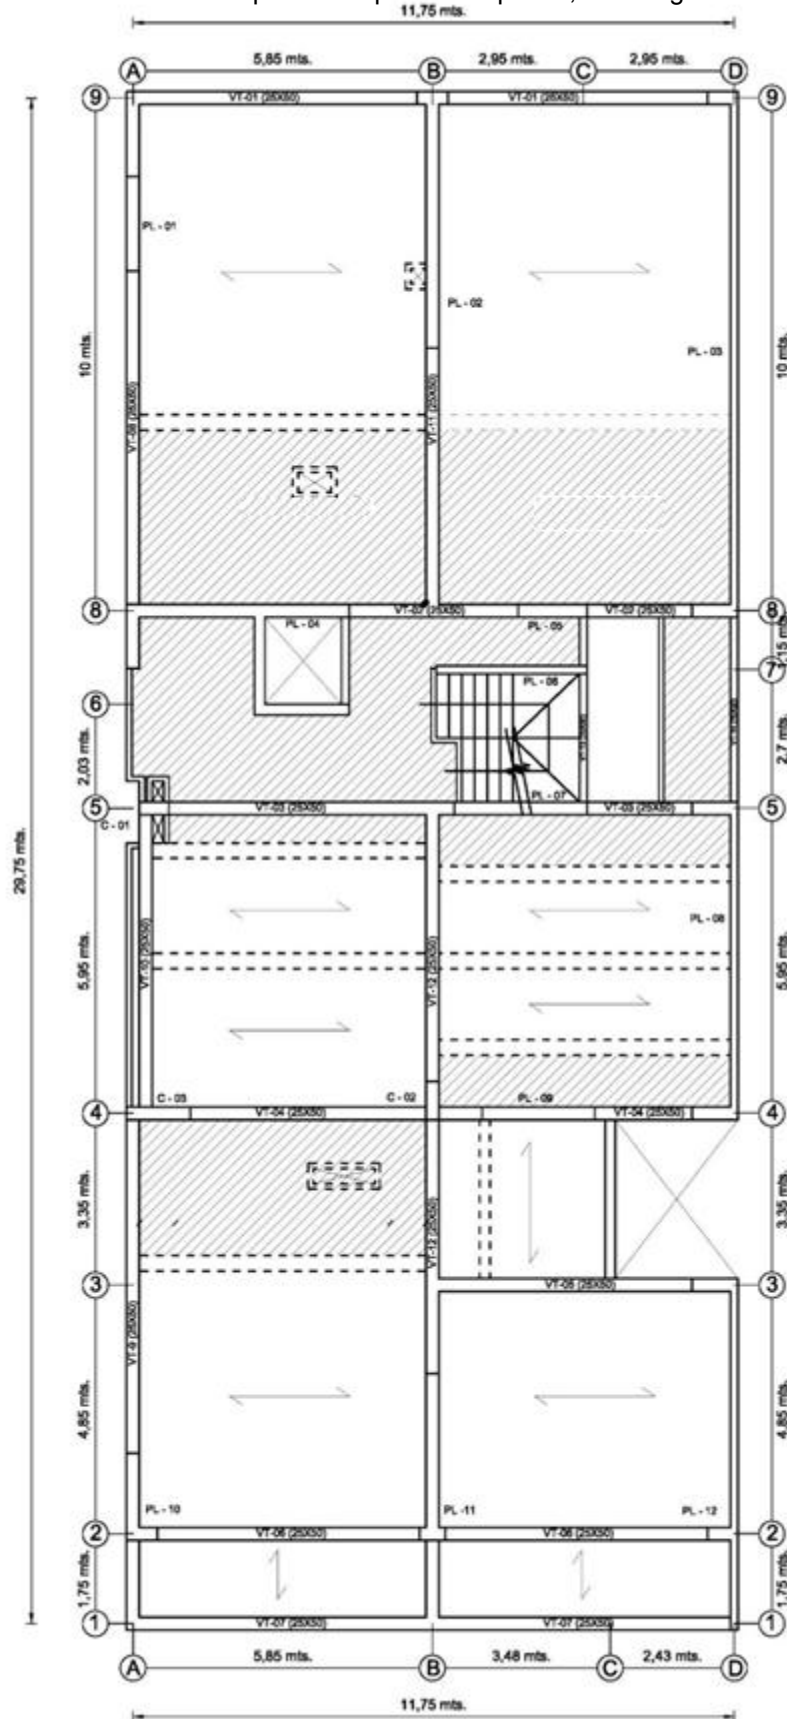 11,75 mts.
5,85 mts.
2,95 mts.
2,95 mts.
A
B
C
D
9
VT-01 (25X50)
VT-01 (25X50)
9
PL - 01
PL - 02
PL - 03
10 mts.
10 mts.
VT-11 (25X50)
8
VT-02 (25X50)
VT-02 (25X50)
8
PL - 04
PL - 05
1,15 mts.
7
PL - 06
6
2,03 mts.
2,7 mts.
PL - 07
5
VT-03 (25X50)
VT-03 (25X50)
5
C - 01
29,75 mts.
PL - 08
5,95 mts.
VT-10 (25X50)
VT-12 (25X50)
5,95 mts.
C - 03
C - 02
PL - 09
4
VT-04 (25X50)
VT-04 (25X50)
4
3,35 mts.
VT-12 (25X50)
3,35 mts.
3
VT-05 (25X50)
3
VT-9 (25X50)
4,85 mts.
4,85 mts.
PL - 10
PL -11
PL - 12
2
VT-06 (25X50)
VT-06 (25X50)
2
1,75 mts.
1,75 mts.
1
VT-07 (25X50)
VT-07 (25X50)
1
5,85 mts.
3,48 mts.
2,43 mts.
A
B
C
D
11,75 mts.